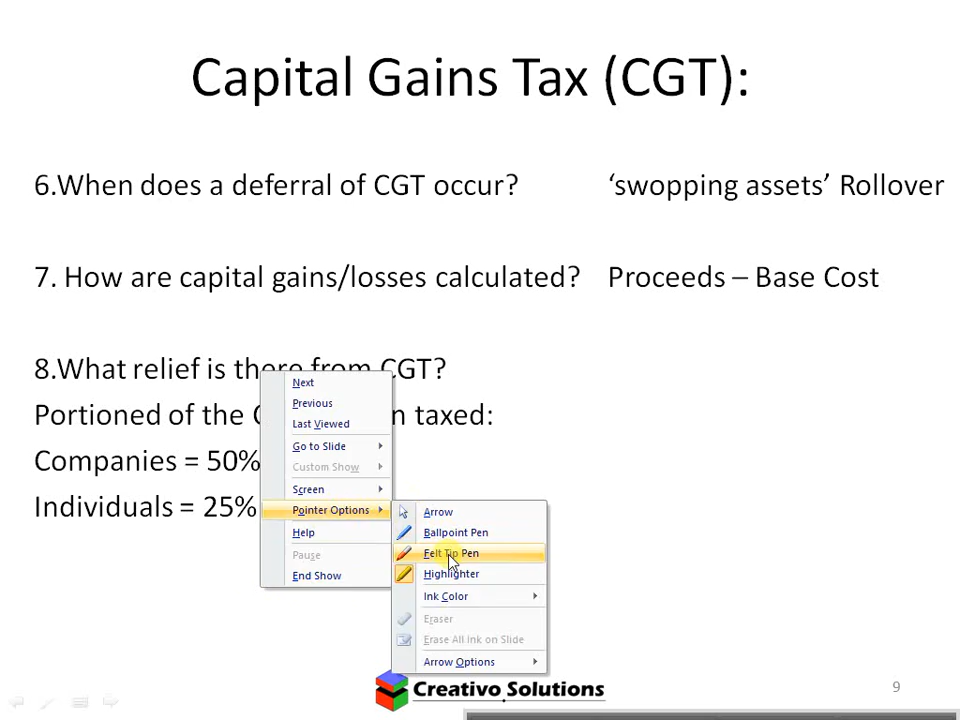 Capital Gains Tax (CGT):
6.When does a deferral of CGT occur? ‘swopping assets’ Rollover
7. How are capital gains/losses calculated? Proceeds – Base Cost
8.What relief is there from CGT?
Portioned of the taxed:
Companies = 50%
Individuals = 25%
Next
Previous
Last Viewed
Go to Slide
Custom Show
Screen
Pointer Options
Help
Pause
End Show
Arrow
Ballpoint Pen
Felt Tip Pen
Highlighter
Ink Color
Eraser
Erase All Ink on Slide
Arrow Options
Creativo Solutions
9